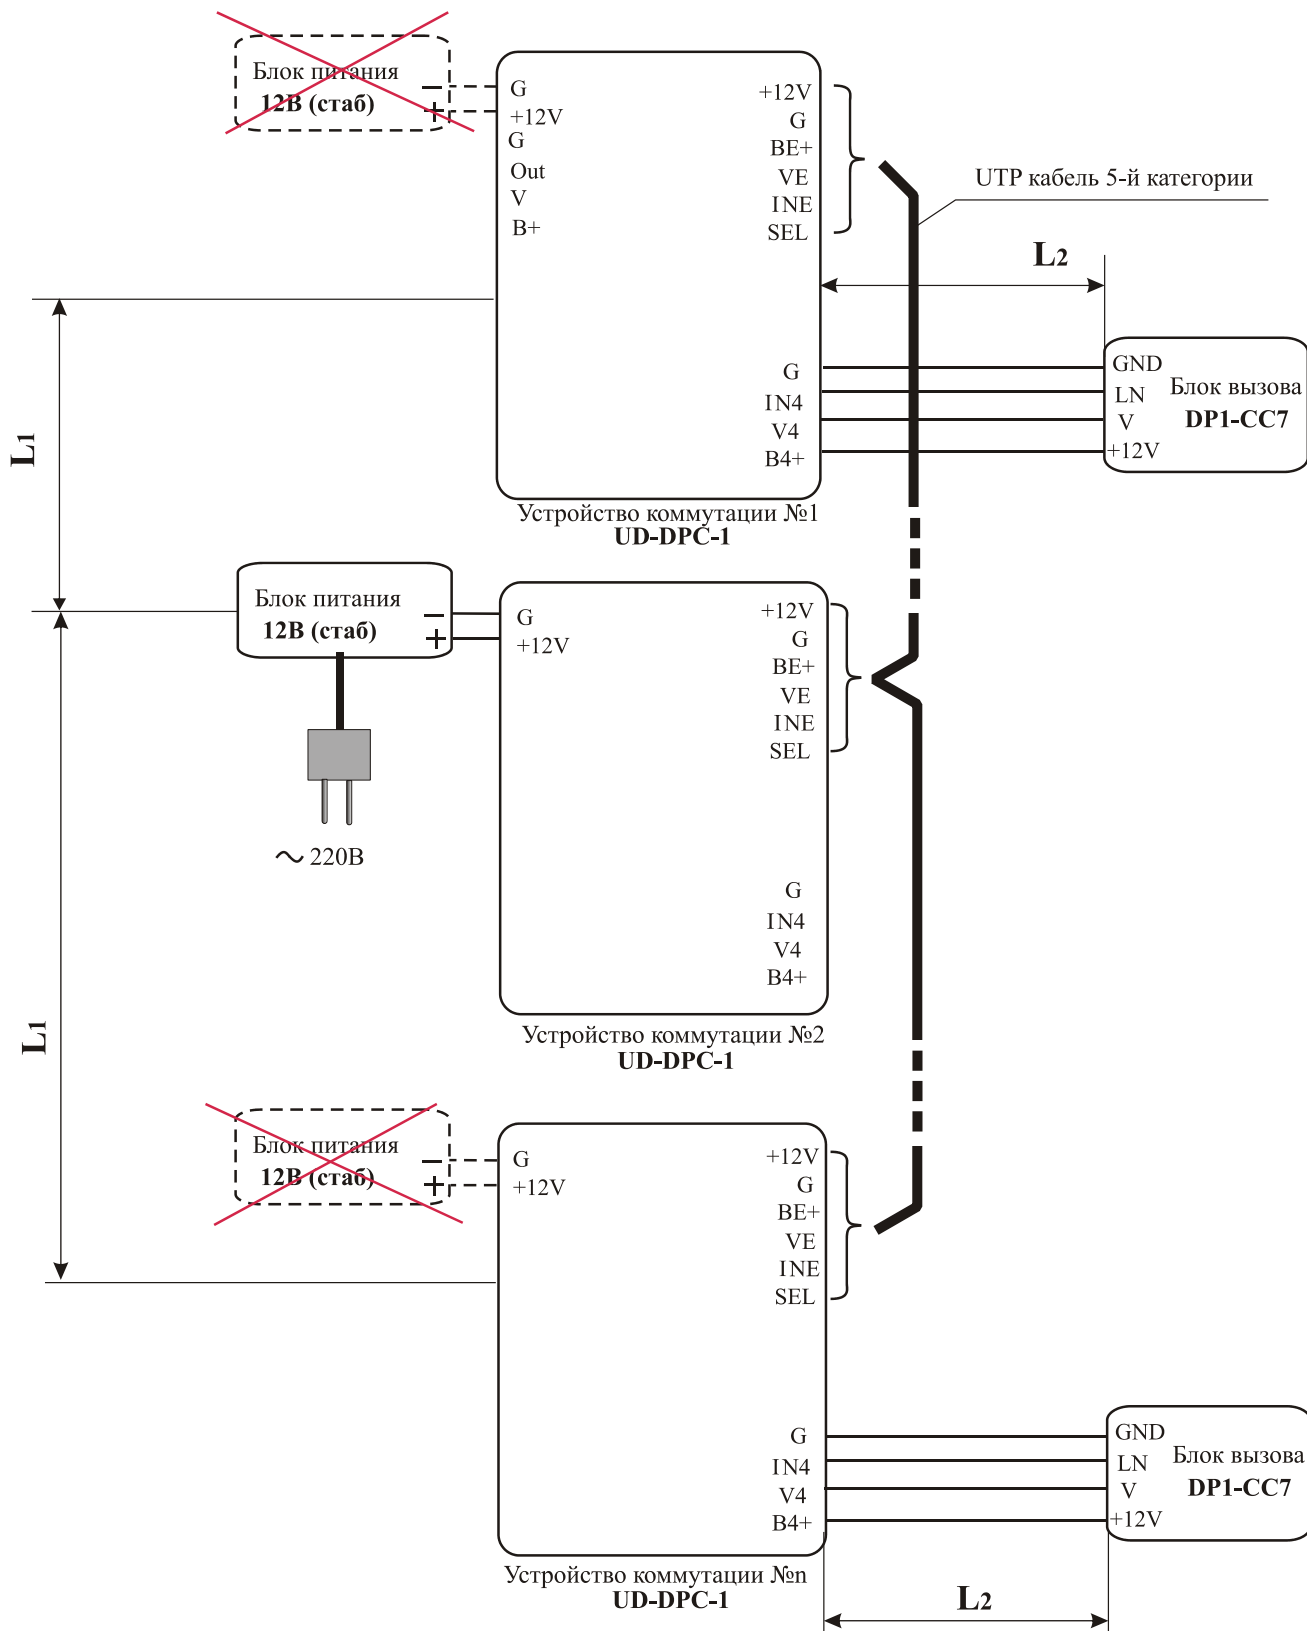 Блок питания
12В (стаб)
−
+
G
+12V
G
Out
V
B+
+12V
G
BE+
VE
INE
SEL
UTP кабель 5-й категории
L2
G
IN4
V4
B4+
GND
LN
V
+12V
Блок вызова
DP1-CC7
L1
Устройство коммутации №1
UD-DPC-1
Блок питания
12В (стаб)
−
+
G
+12V
+12V
G
BE+
VE
INE
SEL
~ 220В
G
IN4
V4
B4+
Устройство коммутации №2
UD-DPC-1
L1
Блок питания
12В (стаб)
−
+
G
+12V
+12V
G
BE+
VE
INE
SEL
G
IN4
V4
B4+
GND
LN
V
+12V
Блок вызова
DP1-CC7
Устройство коммутации №n
UD-DPC-1
L2